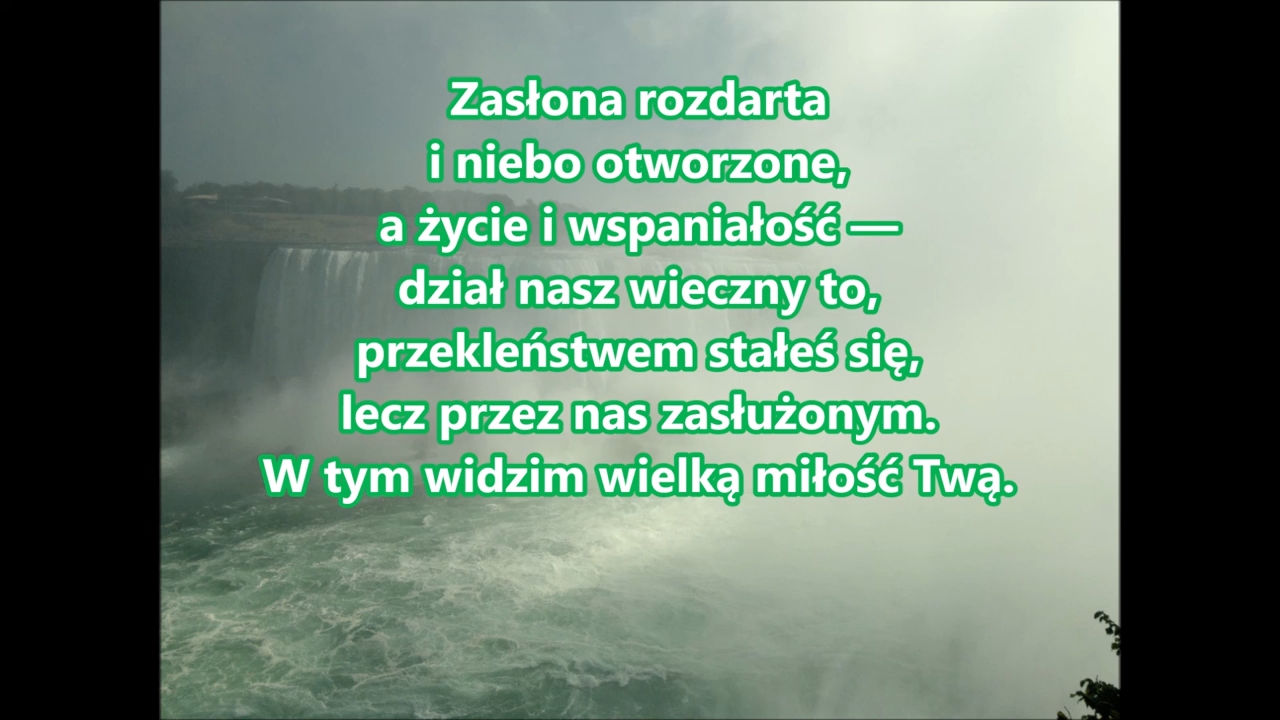 Zasłona rozdarta
i niebo otworzone,
a życie i wspaniałość —
dział nasz wieczny to,
przekleństwem stałeś się,
lecz przez nas zasłużonym.
W tym widzim wielką miłość Twą.